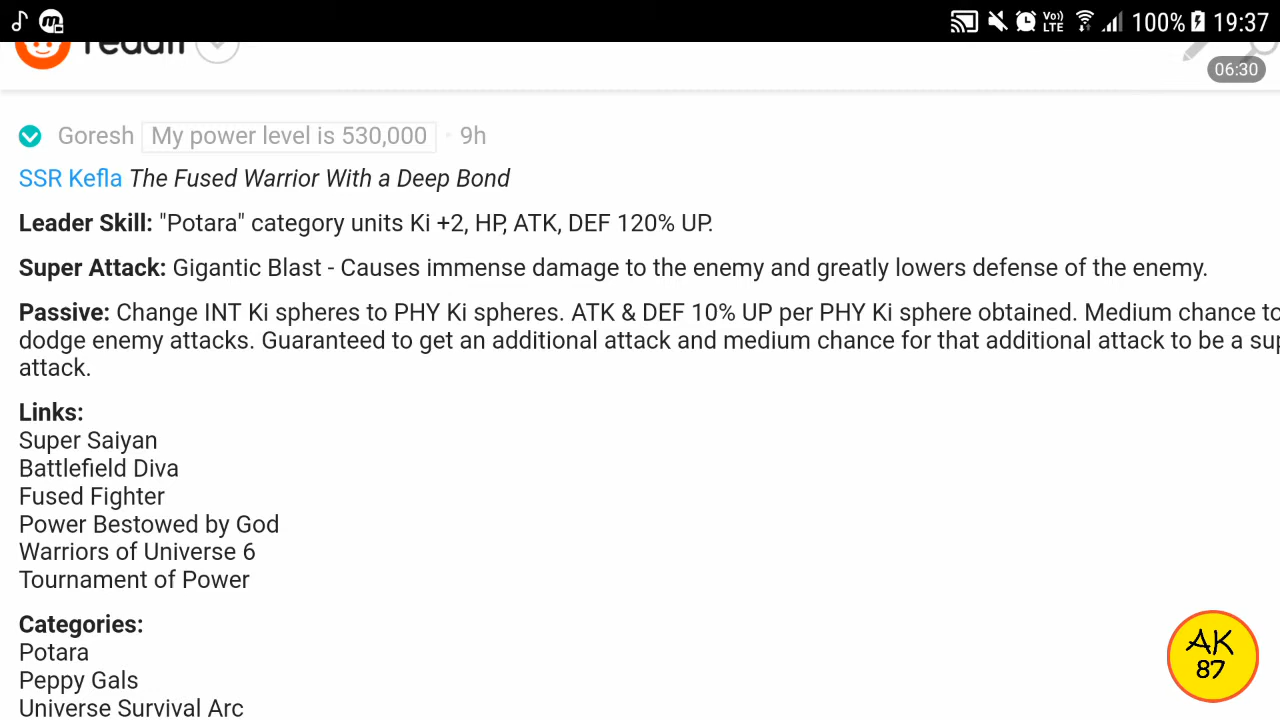 100% 19:37
Vo))
LTE
reddit
06:30
Goresh My power level is 530,000 · 9h
SSR Kefla The Fused Warrior With a Deep Bond
Leader Skill: "Potara" category units Ki +2, HP, ATK, DEF 120% UP.
Super Attack: Gigantic Blast - Causes immense damage to the enemy and greatly lowers defense of the enemy.
Passive: Change INT Ki spheres to PHY Ki spheres. ATK & DEF 10% UP per PHY Ki sphere obtained. Medium chance to
dodge enemy attacks. Guaranteed to get an additional attack and medium chance for that additional attack to be a sup
attack.
Links:
Super Saiyan
Battlefield Diva
Fused Fighter
Power Bestowed by God
Warriors of Universe 6
Tournament of Power
Categories:
Potara
Peppy Gals
Universe Survival Arc
AK
87